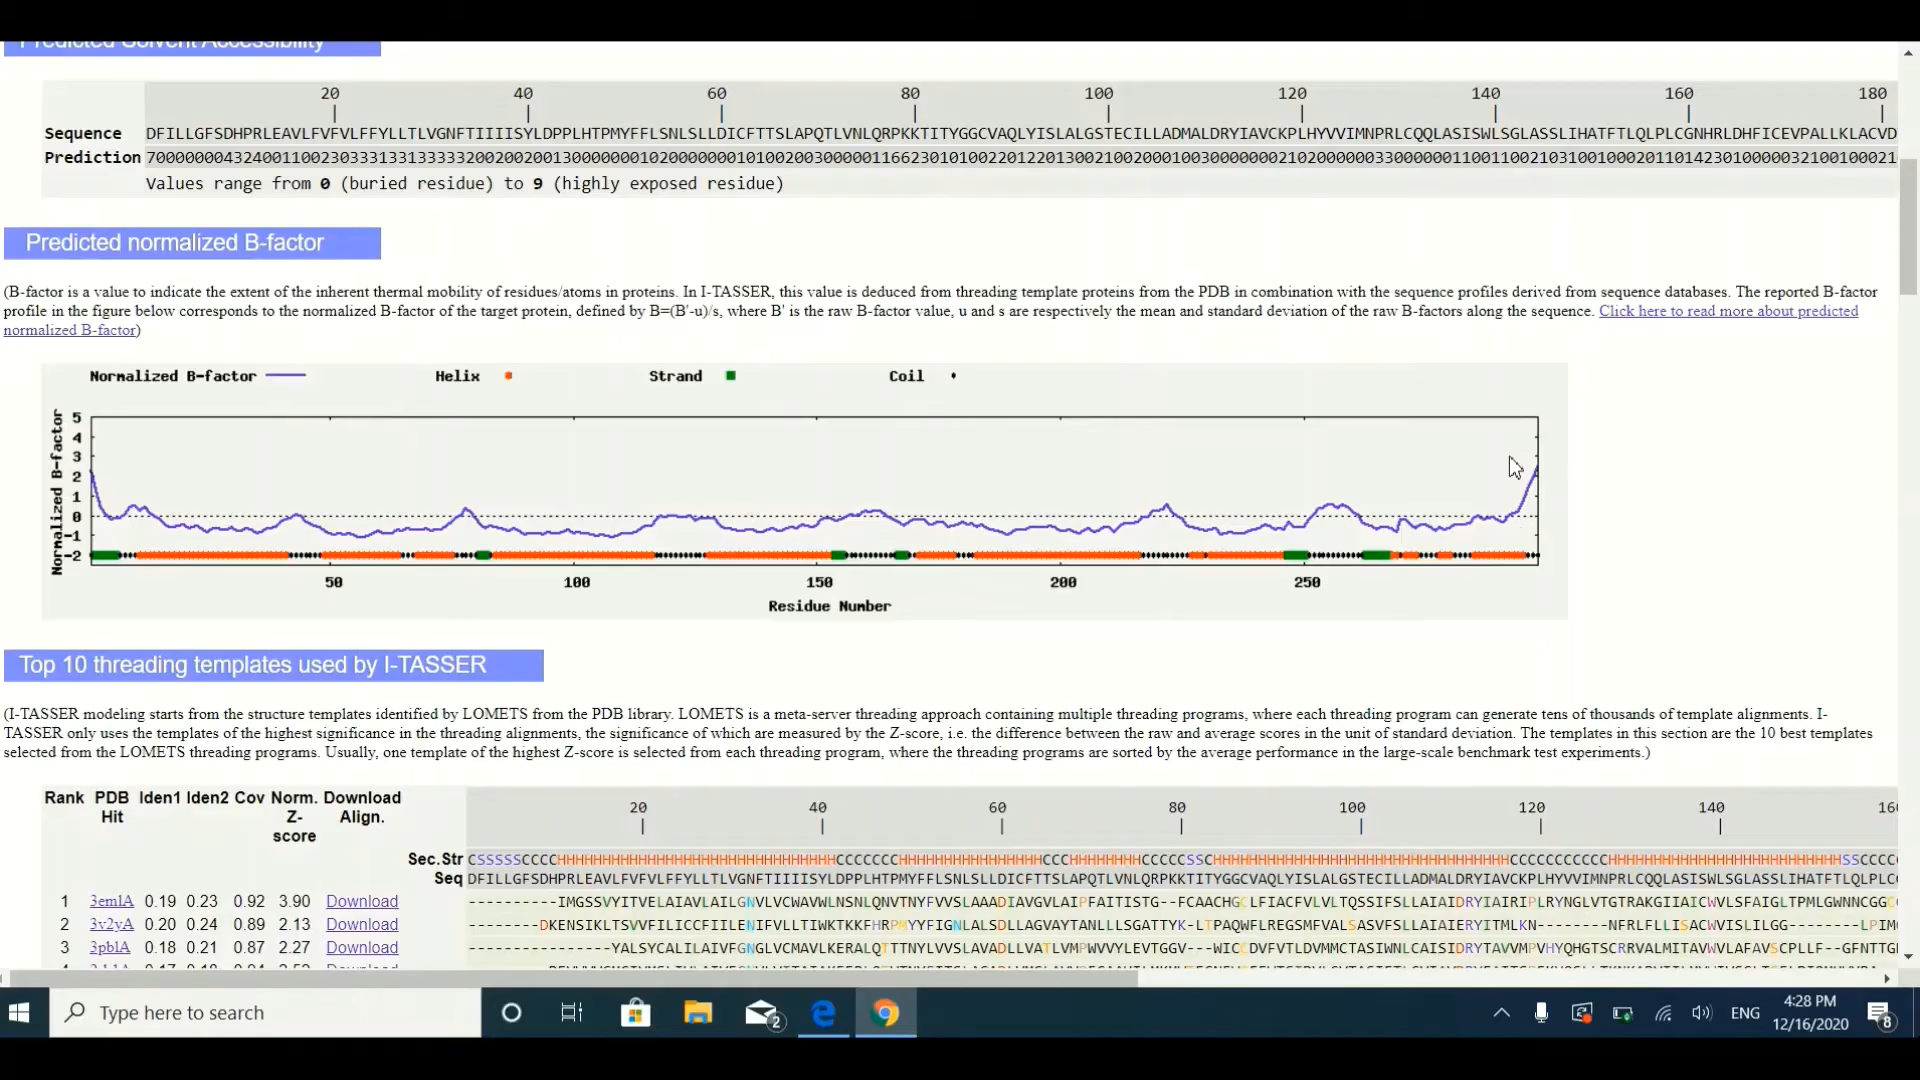 Predicted Solvent Accessibility
20 40 60 80 100 120 140 160 180
Sequence DFILLGFSDHPRLEAVLFVFVLFFYLLTLVGNFTIIIISYLDPPLHTPMYFFLSNLSLLDICFTTSLAPQTLVNLQRPKKTITYGGCVAQLYISLALGSTECILLADMALDRYIAVCKPLHYVVIMNPRLCQQLASISWLSGLASSLIHATFTLQLPLCGNHRLDHFICEVPALLKLACVD
Prediction
Values range from 0 (buried residue) to 9 (highly exposed residue)
Predicted normalized B-factor
(B-factor is a value to indicate the extent of the inherent thermal mobility of residues/atoms in proteins. In I-TASSER, this value is deduced from threading template proteins from the PDB in combination with the sequence profiles derived from sequence databases. The reported B-factor
profile in the figure below corresponds to the normalized B-factor of the target protein, defined by B=(B'-u)/s, where B' is the raw B-factor value, u and s are respectively the mean and standard deviation of the raw B-factors along the sequence. Click here to read more about predicted
normalized B-factor)
Normalized B-factor Helix Strand Coil
Normalized B-factor
5
4
3
2
1
0
-1
-2
50 100 150 200 250
Residue Number
Top 10 threading templates used by I-TASSER
(I-TASSER modeling starts from the structure templates identified by LOMETS from the PDB library. LOMETS is a meta-server threading approach containing multiple threading programs, where each threading program can generate tens of thousands of template alignments. I-
TASSER only uses the templates of the highest significance in the threading alignments, the significance of which are measured by the Z-score, i.e. the difference between the raw and average scores in the unit of standard deviation. The templates in this section are the 10 best templates
selected from the LOMETS threading programs. Usually, one template of the highest Z-score is selected from each threading program, where the threading programs are sorted by the average performance in the large-scale benchmark test experiments.)
Rank PDB Iden1 Iden2 Cov Norm. Download
Hit Z- Align.
score
20 40 60 80 100 120 140
Sec.Str
Seq DFILLGFSDHPRLEAVLFVFVLFFYLLTLVGNFTIIIISYLDPPLHTPMYFFLSNLSLLDICFTTSLAPQTLVNLQRPKKTITYGGCVAQLYISLALGSTECILLADMALDRYIAVCKPLHYVVIMNPRLCQQLASISWLSGLASSLIHATFTLQLPLC
1 3emlA 0.19 0.23 0.92 3.90 Download
2 3v2yA 0.20 0.24 0.89 2.13 Download
3 3pblA 0.18 0.21 0.87 2.27 Download
Type here to search
2
ENG
4:28 PM
12/16/2020
8